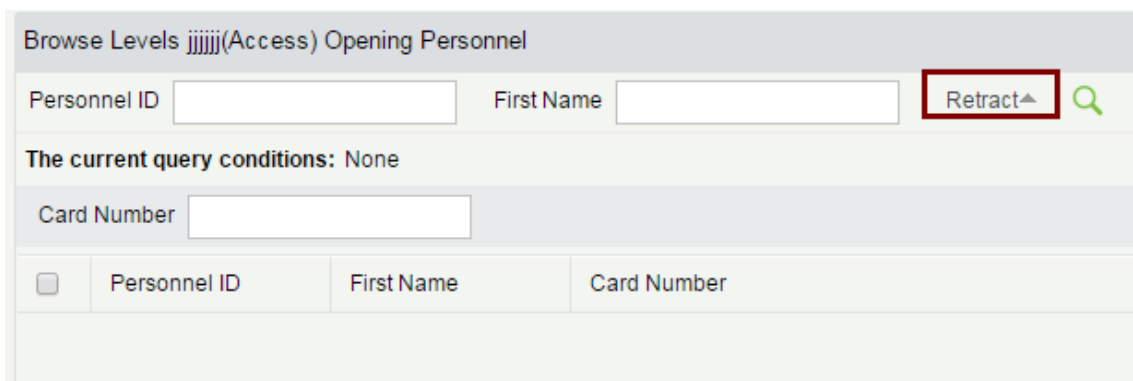 Browse Levels jjjjjj(Access) Opening Personnel
Personnel ID First Name Retract
The current query conditions: None
Card Number
Personnel ID First Name Card Number